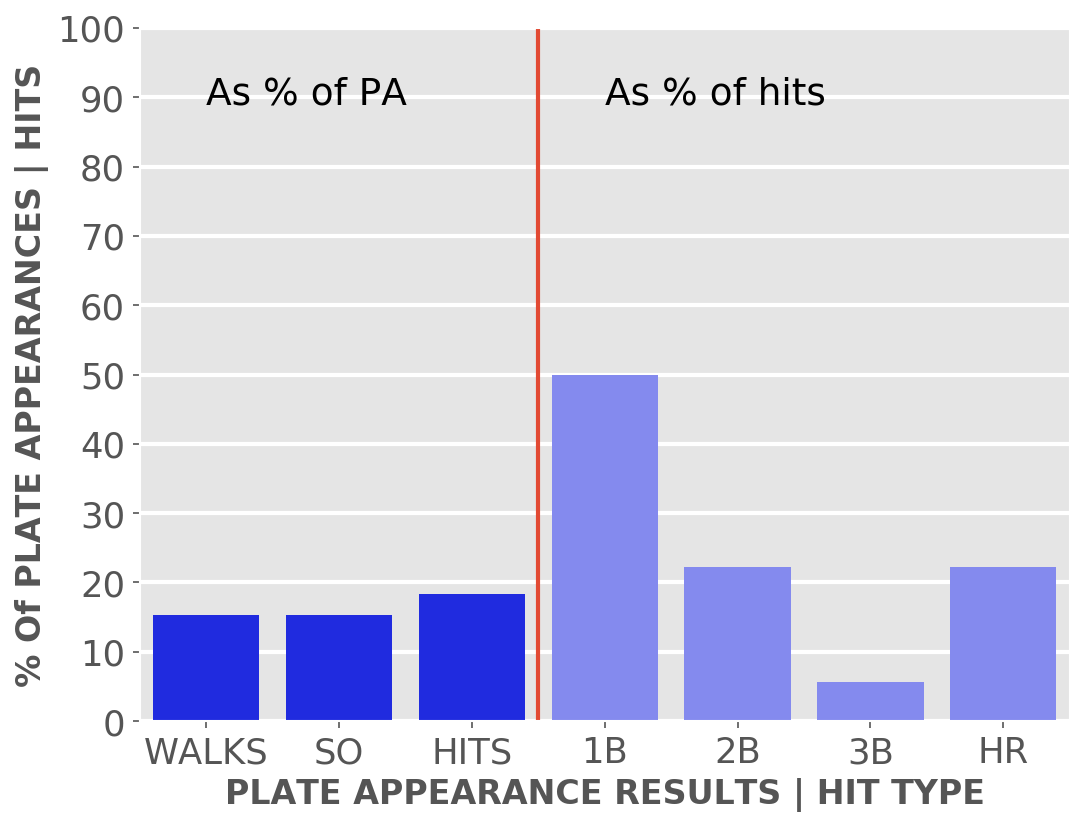 100
90
80
70
60
50
40
30
20
10
0
% Of PLATE APPEARANCES | HITS
As % of PA
As % of hits
WALKS SO HITS 1B 2B 3B HR
PLATE APPEARANCE RESULTS | HIT TYPE